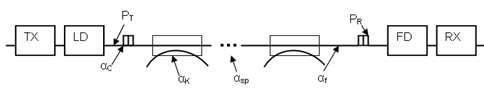 P_T P_R
TX LD FD RX
α_C α_K α_sp α_f